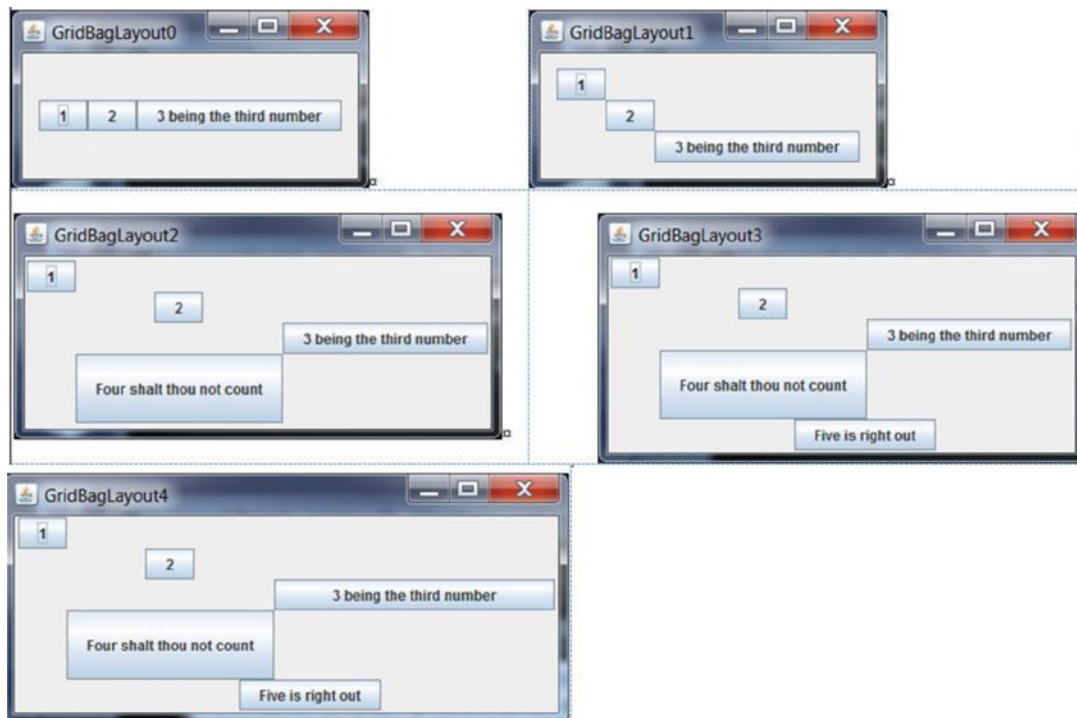 GridBagLayout0
1 2 3 being the third number
GridBagLayout1
1
2
3 being the third number
GridBagLayout2
1
2
3 being the third number
Four shalt thou not count
GridBagLayout3
1
2
3 being the third number
Four shalt thou not count
Five is right out
GridBagLayout4
1
2
3 being the third number
Four shalt thou not count
Five is right out